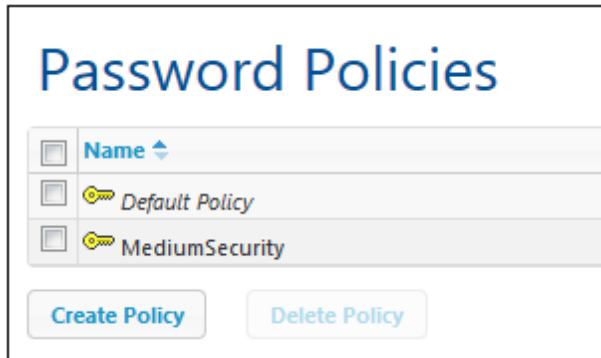 Password Policies
Name
Default Policy
MediumSecurity
Create Policy Delete Policy